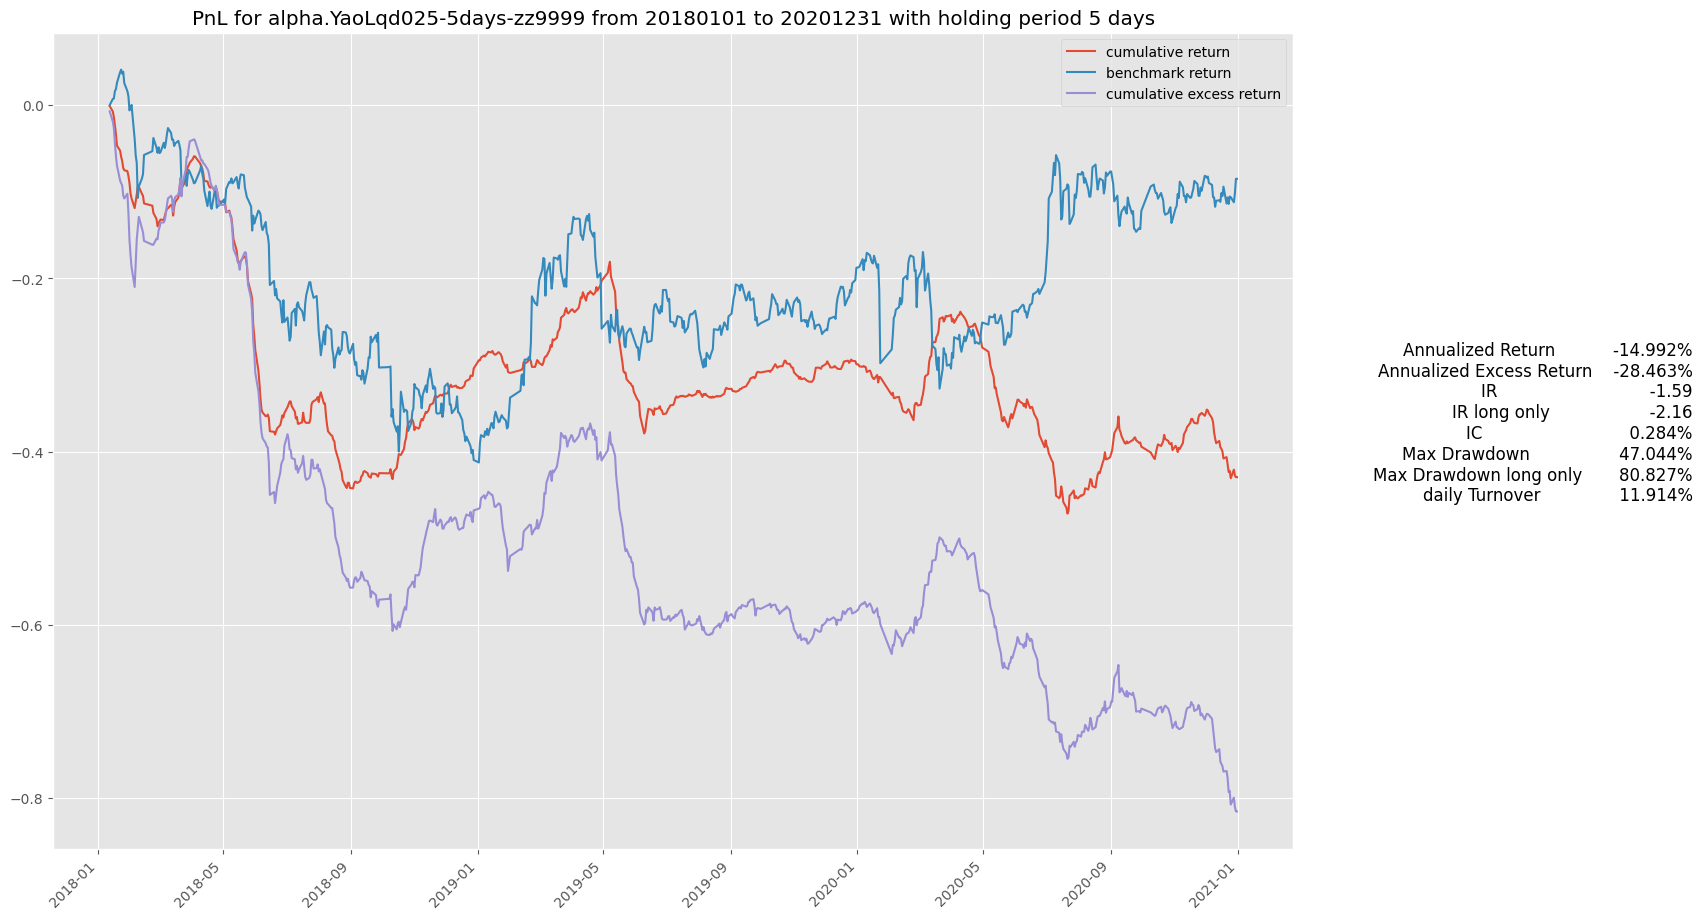 PnL for alpha.YaoLqd025-5days-zz9999 from 20180101 to 20201231 with holding period 5 days
cumulative return
benchmark return
cumulative excess return
0.0
−0.2
−0.4
−0.6
−0.8
2018-01
2018-05
2018-09
2019-01
2019-05
2019-09
2020-01
2020-05
2020-09
2021-01
Annualized Return -14.992%
Annualized Excess Return -28.463%
IR -1.59
IR long only -2.16
IC 0.284%
Max Drawdown 47.044%
Max Drawdown long only 80.827%
daily Turnover 11.914%